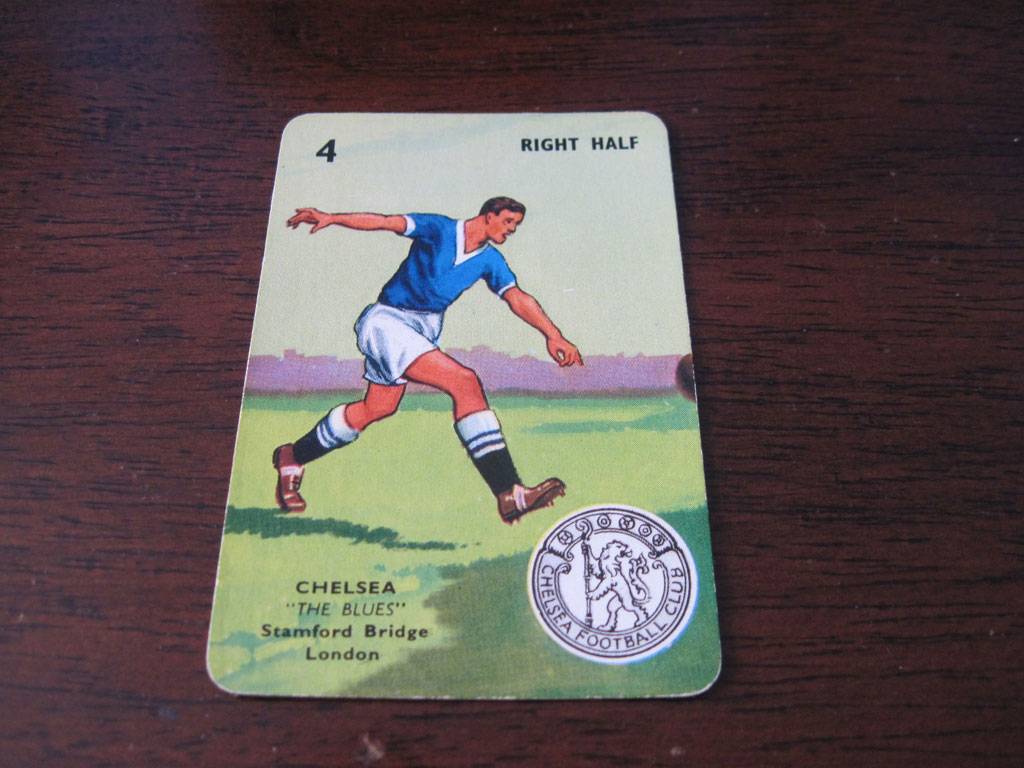 4
RIGHT HALF
CHELSEA
"THE BLUES"
Stamford Bridge
London
CHELSEA FOOTBALL CLUB